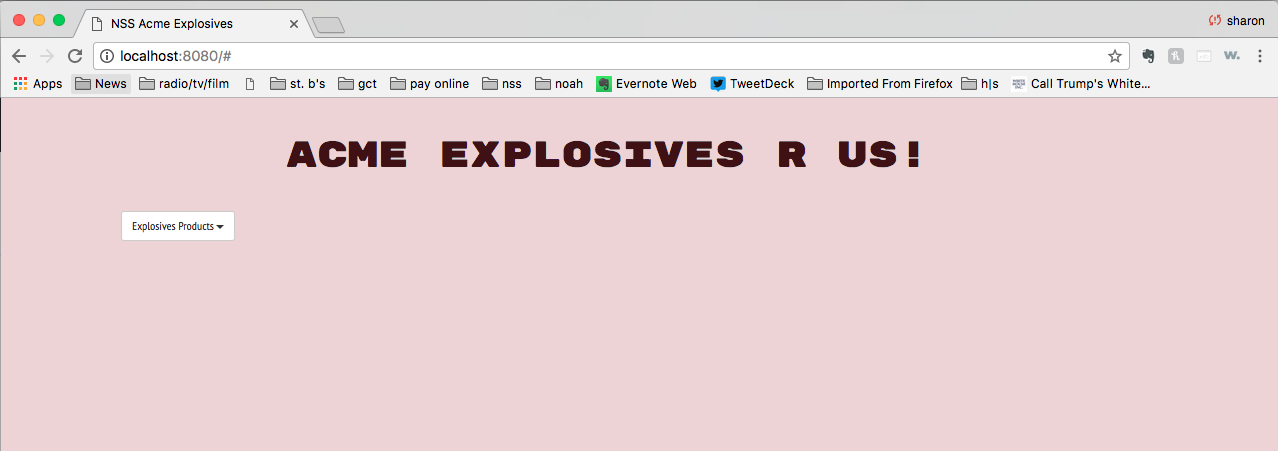 NSS Acme Explosives
sharon
localhost:8080/#
Apps News radio/tv/film st. b's gct pay online nss noah Evernote Web TweetDeck Imported From Firefox h|s Call Trump's White...
ACME EXPLOSIVES R US!
Explosives Products